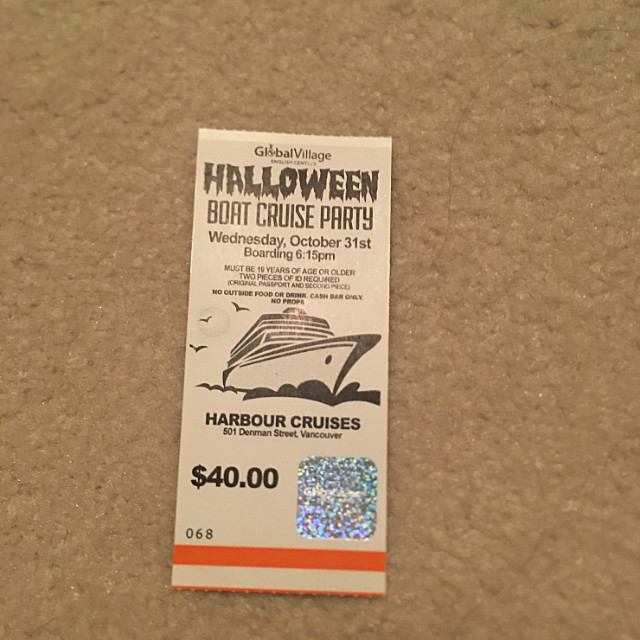 GlobalVillage
ENGLISH CENTRES
HALLOWEEN
BOAT CRUISE PARTY
Wednesday, October 31st
Boarding 6:15pm
MUST BE 19 YEARS OF AGE OR OLDER
TWO PIECES OF ID REQUIRED
(ORIGINAL PASSPORT AND SECOND PIECE)
NO OUTSIDE FOOD OR DRINK. CASH BAR ONLY.
NO PROPS
HARBOUR CRUISES
501 Denman Street, Vancouver
$40.00
068